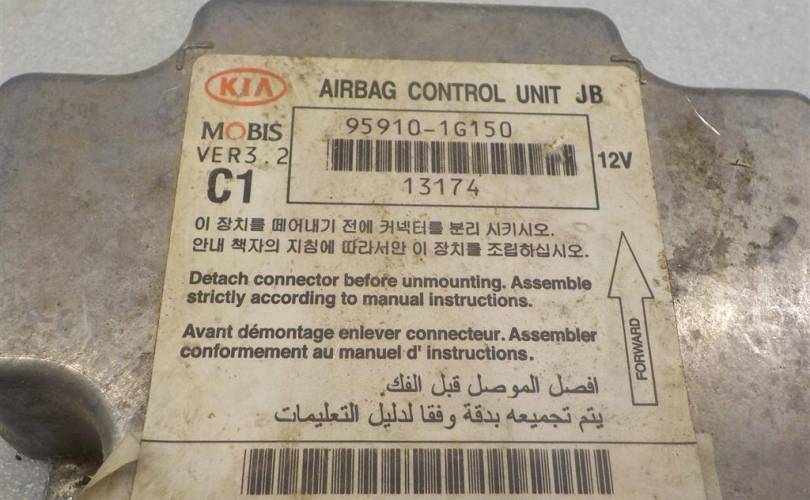 KIA AIRBAG CONTROL UNIT JB
MOBIS 95910-1G150
VER3.2 12V
C1 13174
이 장치를 떼어내기 전에 커넥터를 분리 시키시오.
안내 책자의 지침에 따라서만 이 장치를 조립하십시오.
Detach connector before unmounting. Assemble
strictly according to manual instructions.
Avant démontage enlever connecteur. Assembler
conformement au manuel d' instructions.
افصل الموصل قبل الفك.
يتم تجميعه بدقة وفقا لدليل التعليمات
FORWARD